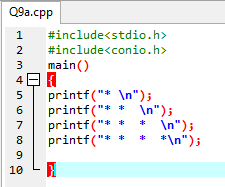 Q9a.cpp
1 #include<stdio.h>
2 #include<conio.h>
3 main()
4 {
5 printf("* \n");
6 printf("* *  \n");
7 printf("* *  *  \n");
8 printf("* *  *  *\n");
9
10 }